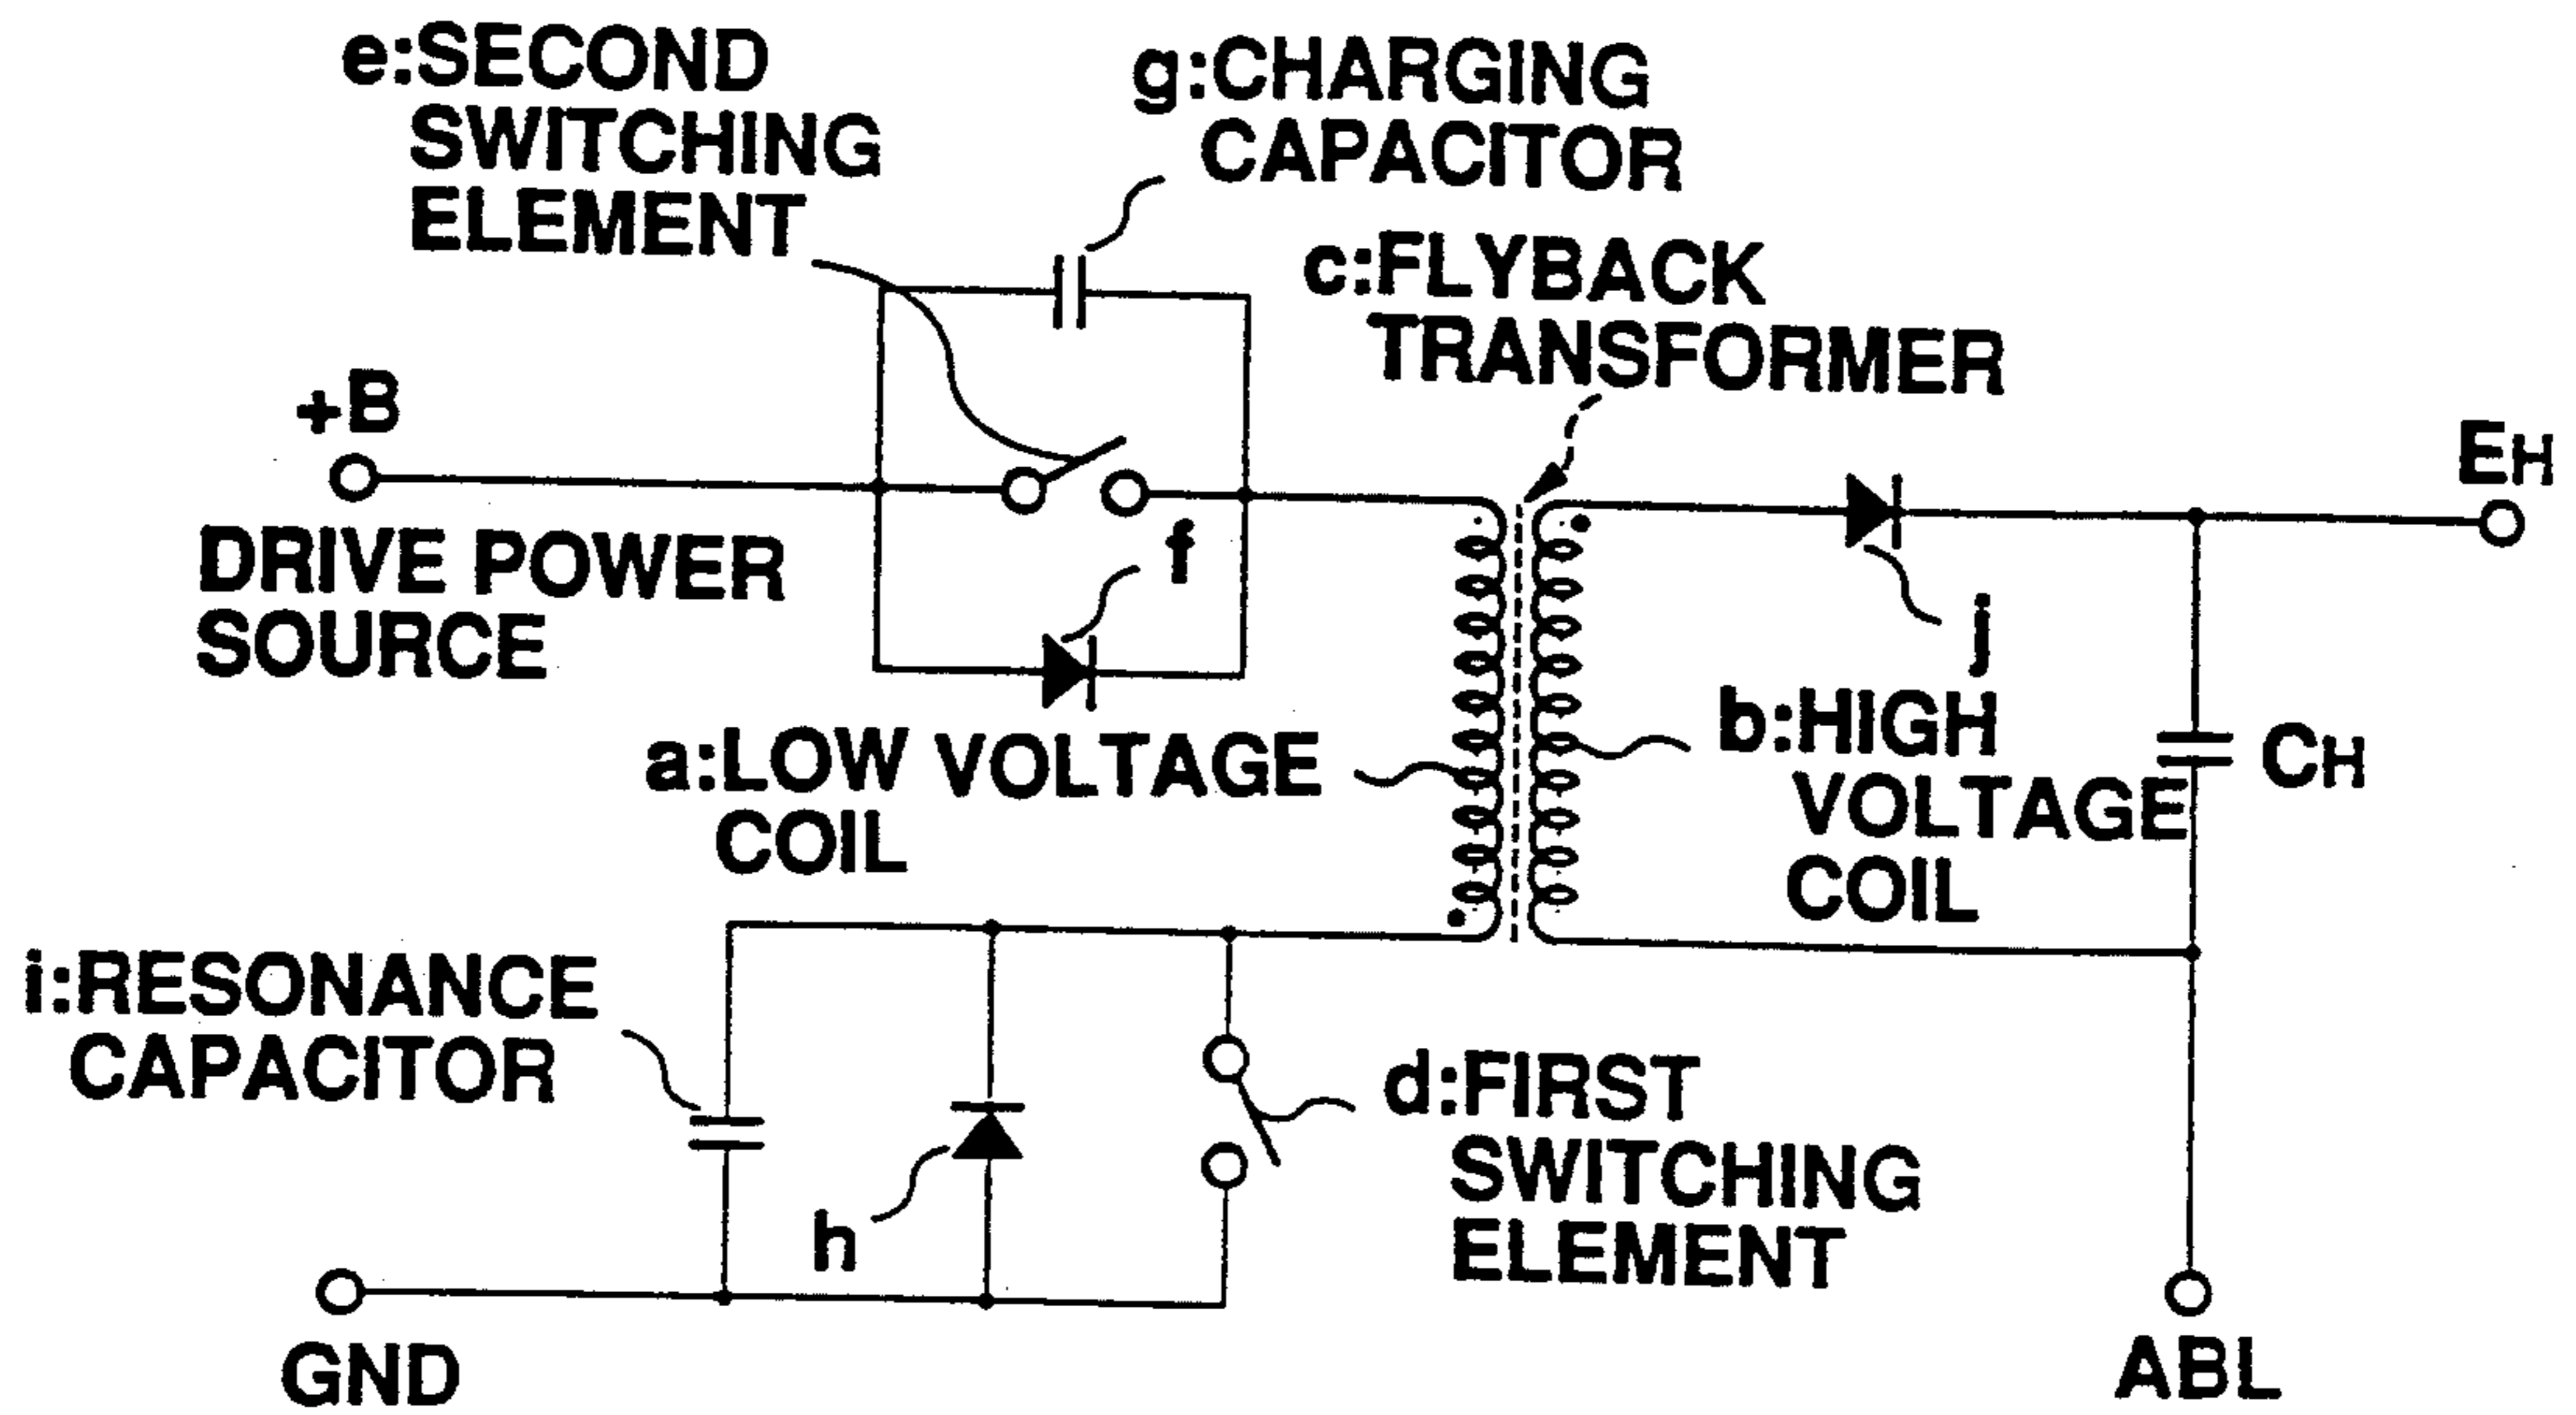 e:SECOND
SWITCHING
ELEMENT
g:CHARGING
CAPACITOR
c:FLYBACK
TRANSFORMER
+B
DRIVE POWER
SOURCE
f
EH
j
a:LOW VOLTAGE
COIL
b:HIGH
VOLTAGE
COIL
CH
i:RESONANCE
CAPACITOR
h
d:FIRST
SWITCHING
ELEMENT
GND
ABL